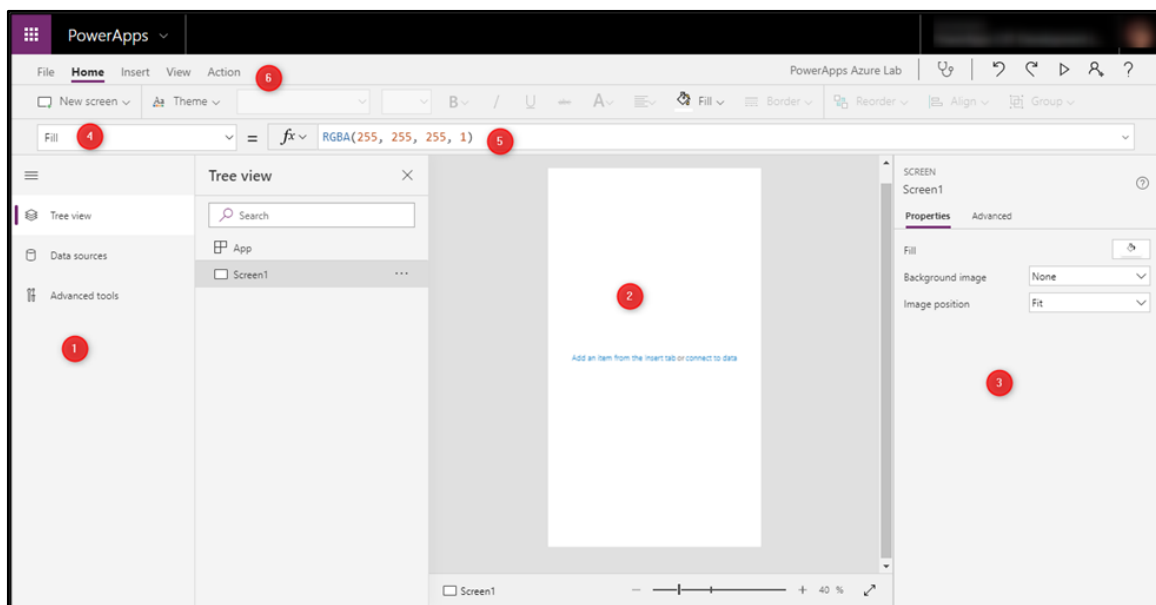 PowerApps
File Home Insert View Action 6 PowerApps Azure Lab ?
New screen Theme B / U abc A Fill Border Reorder Align Group
Fill 4 = fx RGBA(255, 255, 255, 1) 5
Tree view
Search
App
Screen1 ...
Tree view
Data sources
Advanced tools
1
2
Add an item from the Insert tab or connect to data
Screen1 − + 40 %
SCREEN
Screen1
?
Properties Advanced
Fill
Background image None
Image position Fit
3